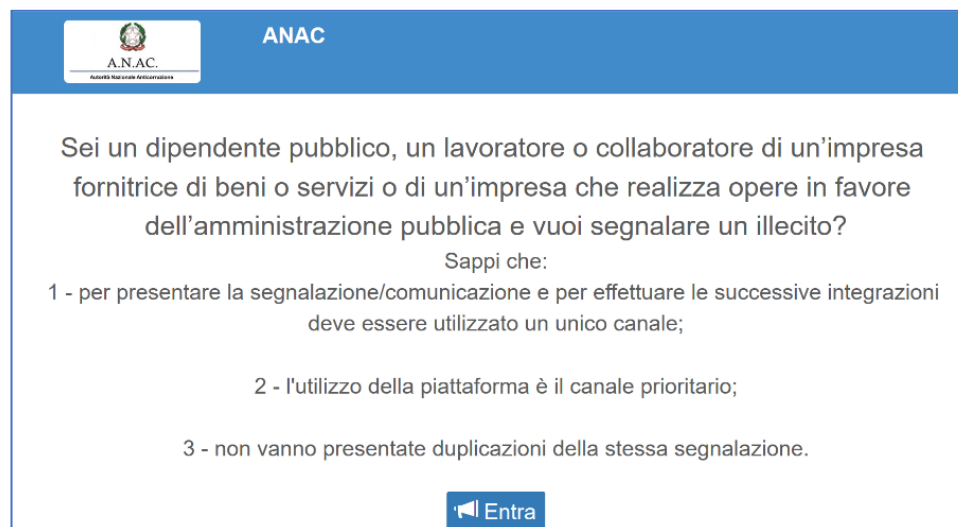 A.N.AC.
Autorità Nazionale Anticorruzione
ANAC
Sei un dipendente pubblico, un lavoratore o collaboratore di un’impresa
fornitrice di beni o servizi o di un’impresa che realizza opere in favore
dell’amministrazione pubblica e vuoi segnalare un illecito?
Sappi che:
1 - per presentare la segnalazione/comunicazione e per effettuare le successive integrazioni
deve essere utilizzato un unico canale;
2 - l'utilizzo della piattaforma è il canale prioritario;
3 - non vanno presentate duplicazioni della stessa segnalazione.
Entra